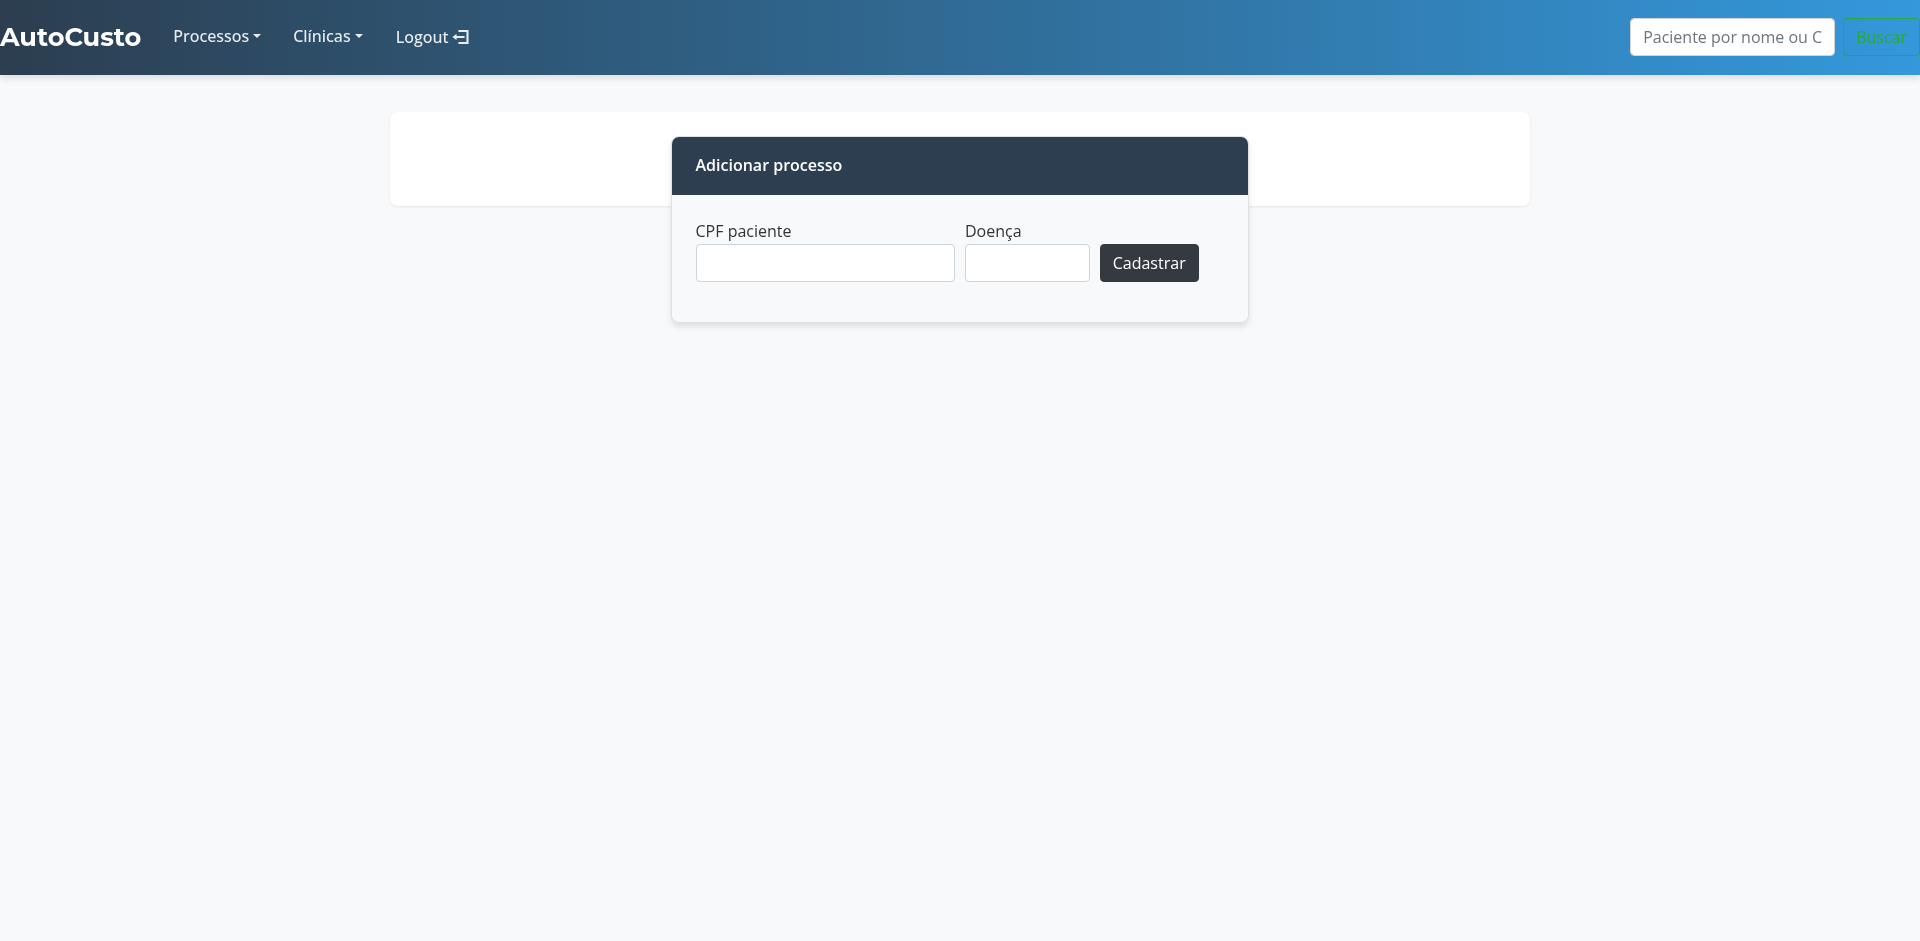 AutoCusto Processos Clínicas Logout Paciente por nome ou C Buscar
Adicionar processo
CPF paciente Doença
Cadastrar